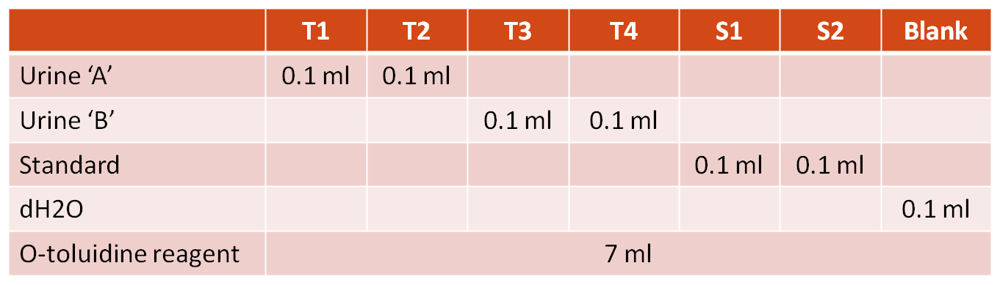 T1 T2 T3 T4 S1 S2 Blank
Urine ‘A’ 0.1 ml 0.1 ml
Urine ‘B’ 0.1 ml 0.1 ml
Standard 0.1 ml 0.1 ml
dH2O 0.1 ml
O-toluidine reagent 7 ml